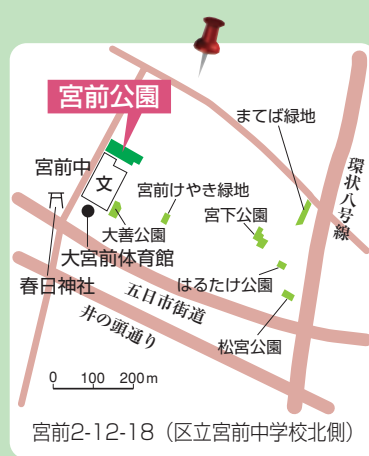 宮前公園
まてば緑地
宮前中
文
宮前けやき緑地
環状八号線
宮下公園
大善公園
大宮前体育館
春日神社
はるたけ公園
五日市街道
井の頭通り
松宮公園
0 100 200m
宮前2-12-18（区立宮前中学校北側）